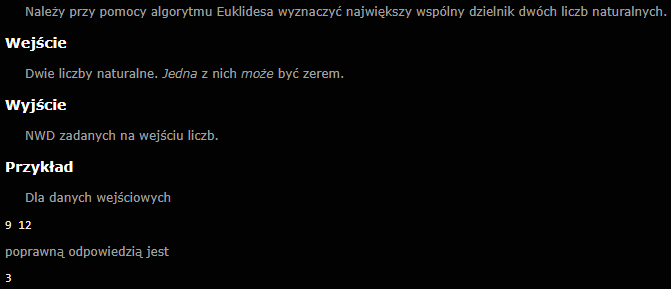 Należy przy pomocy algorytmu Euklidesa wyznaczyć największy wspólny dzielnik dwóch liczb naturalnych.
Wejście
Dwie liczby naturalne. Jedna z nich może być zerem.
Wyjście
NWD zadanych na wejściu liczb.
Przykład
Dla danych wejściowych
9 12
poprawną odpowiedzią jest
3